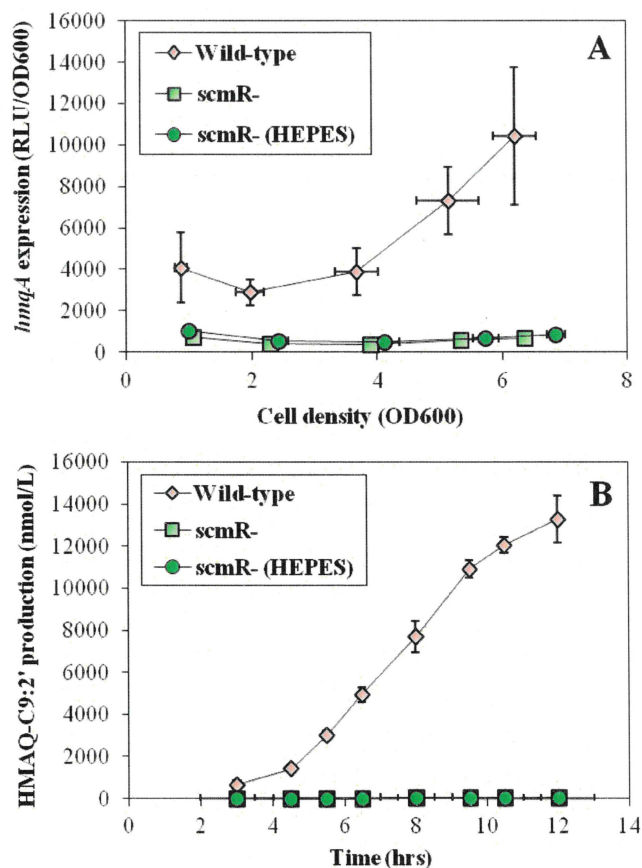 A
hmqA expression (RLU/OD600)
16000
14000
12000
10000
8000
6000
4000
2000
0
Wild-type
scmR-
scmR- (HEPES)
0 2 4 6 8
Cell density (OD600)
B
HMAQ-C9:2' production (nmol/L)
16000
14000
12000
10000
8000
6000
4000
2000
0
Wild-type
scmR-
scmR- (HEPES)
0 2 4 6 8 10 12 14
Time (hrs)